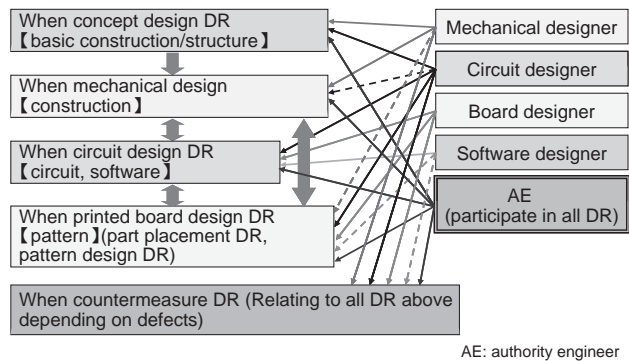 When concept design DR
【basic construction/structure】
When mechanical design
【construction】
When circuit design DR
【circuit, software】
When printed board design DR
【pattern】(part placement DR,
pattern design DR)
When countermeasure DR (Relating to all DR above
depending on defects)
Mechanical designer
Circuit designer
Board designer
Software designer
AE
(participate in all DR)
AE: authority engineer